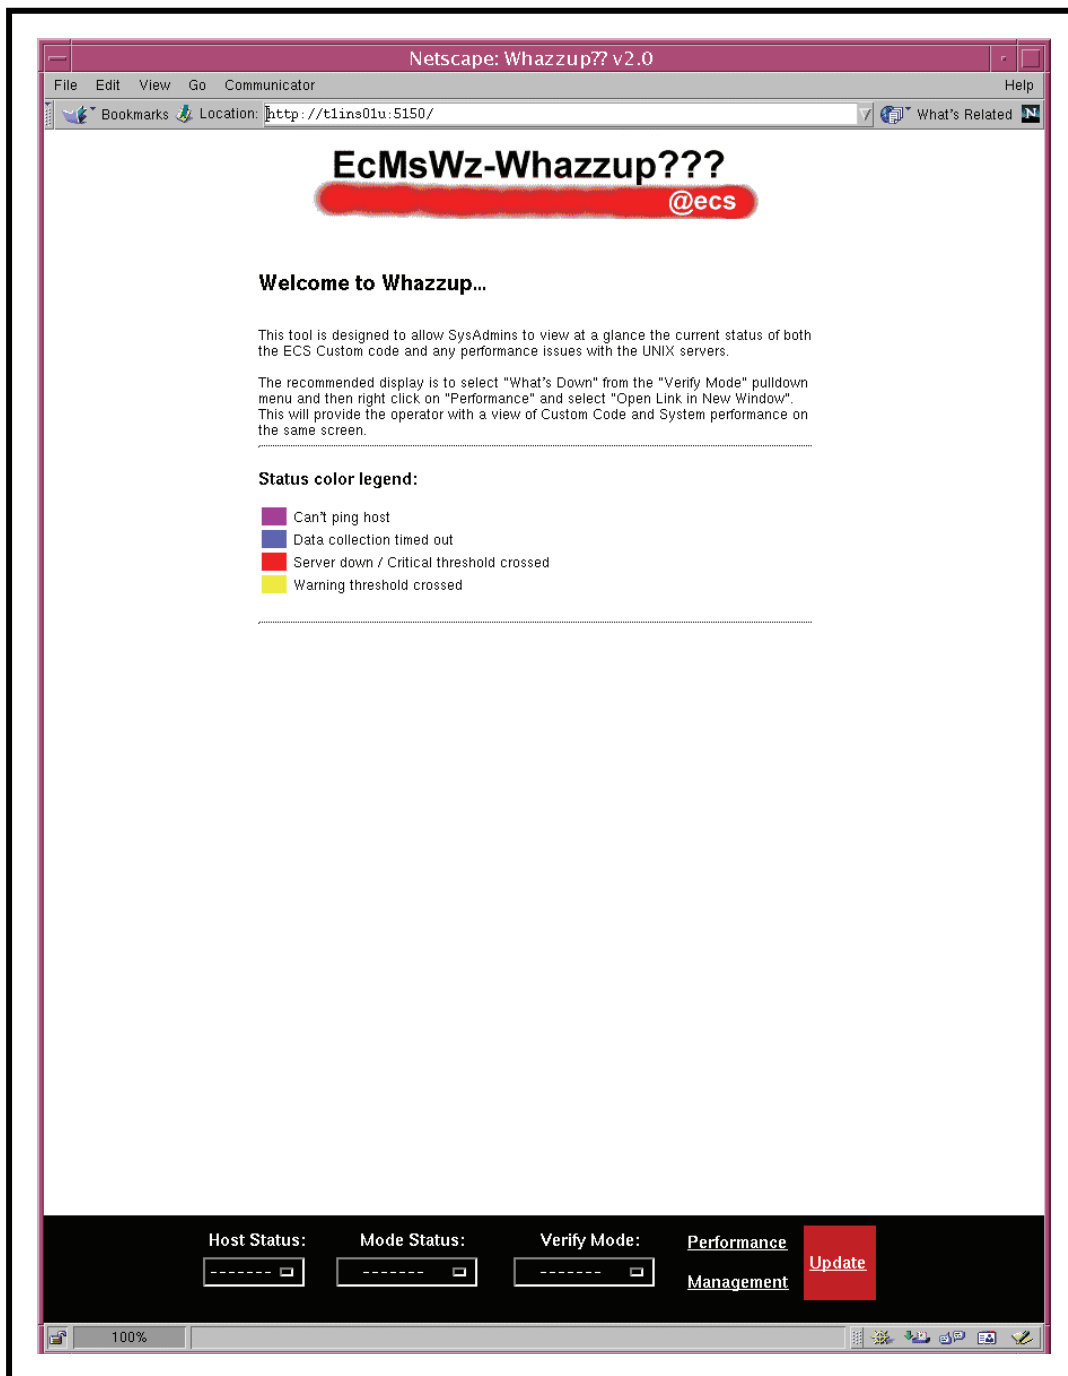 Netscape: Whazzup?? v2.0
File Edit View Go Communicator Help
Bookmarks Location: http://t1ins01u:5150/ What's Related N
EcMsWz-Whazzup???
@ecs
Welcome to Whazzup...
This tool is designed to allow SysAdmins to view at a glance the current status of both
the ECS Custom code and any performance issues with the UNIX servers.
The recommended display is to select "What's Down" from the "Verify Mode" pulldown
menu and then right click on "Performance" and select "Open Link in New Window".
This will provide the operator with a view of Custom Code and System performance on
the same screen.
Status color legend:
Can't ping host
Data collection timed out
Server down / Critical threshold crossed
Warning threshold crossed
Host Status: Mode Status: Verify Mode: Performance
------- ------- ------- Update
Management
100%